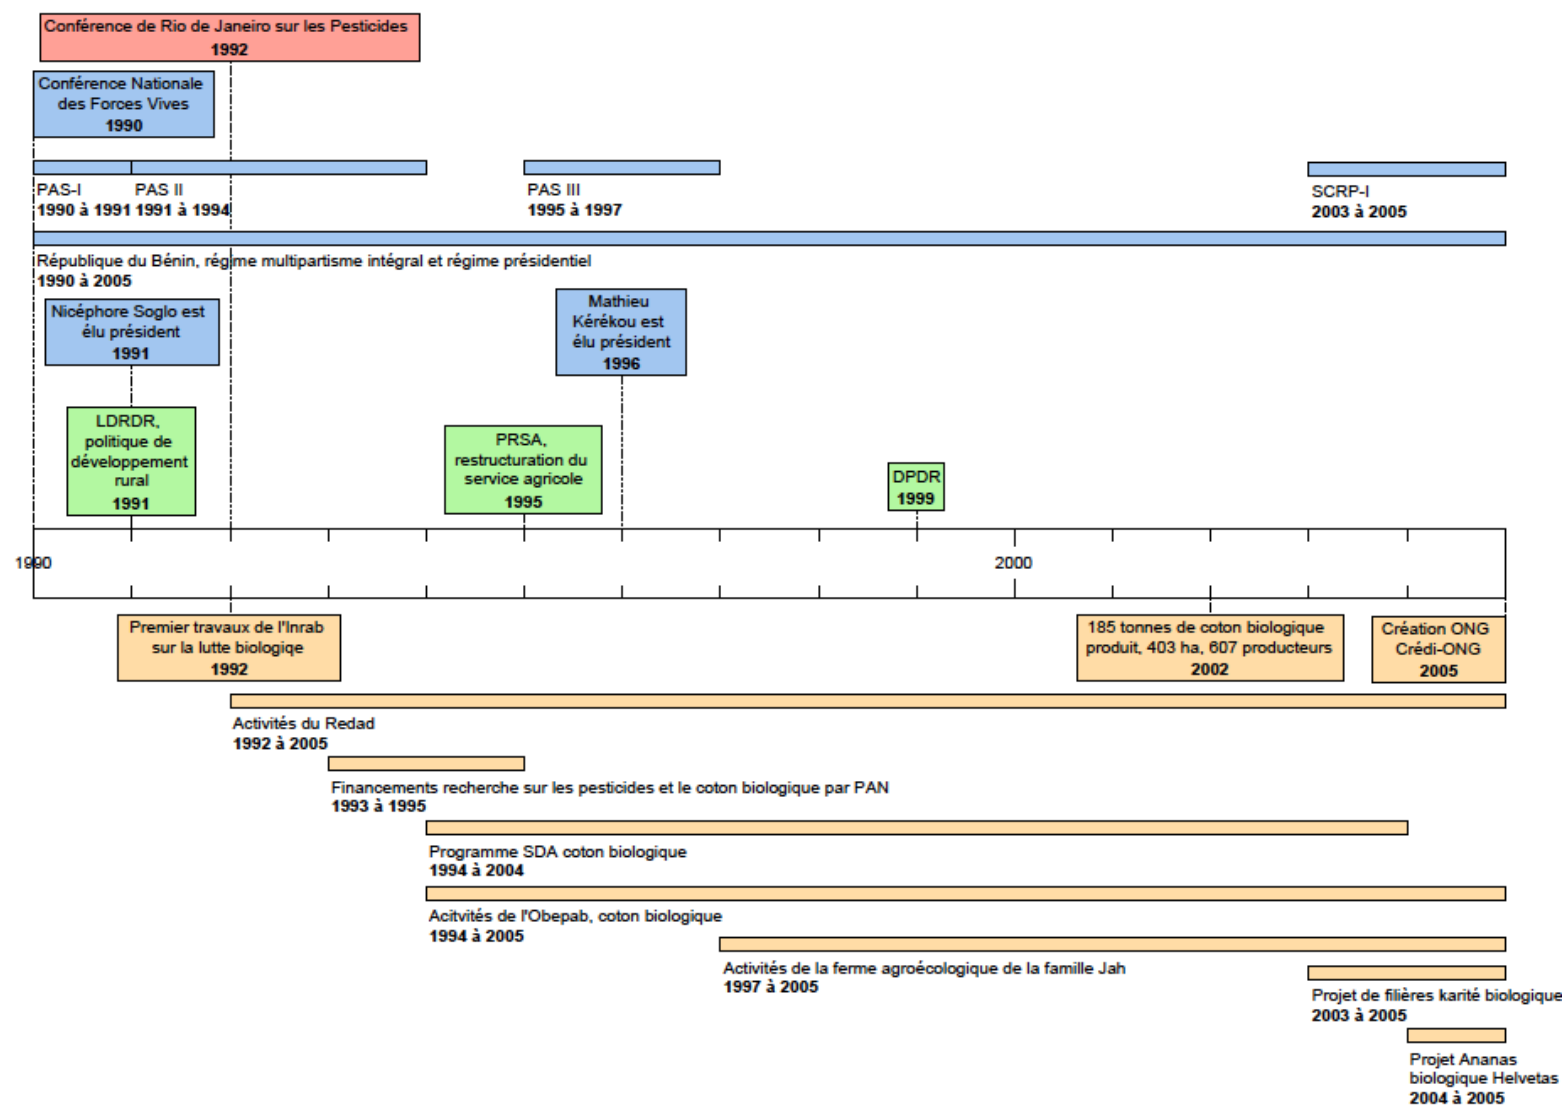 Conférence de Rio de Janeiro sur les Pesticides
1992
Conférence Nationale
des Forces Vives
1990
PAS-I
1990 à 1991
PAS II
1991 à 1994
PAS III
1995 à 1997
SCRP-I
2003 à 2005
République du Bénin, régime multipartisme intégral et régime présidentiel
1990 à 2005
Nicéphore Soglo est
élu président
1991
Mathieu
Kérékou est
élu président
1996
LDRDR,
politique de
développement
rural
1991
PRSA,
restructuration du
service agricole
1995
DPDR
1999
1990
2000
Premier travaux de l'Inrab
sur la lutte biologiqe
1992
185 tonnes de coton biologique
produit, 403 ha, 607 producteurs
2002
Création ONG
Crédi-ONG
2005
Activités du Redad
1992 à 2005
Financements recherche sur les pesticides et le coton biologique par PAN
1993 à 1995
Programme SDA coton biologique
1994 à 2004
Acitvités de l'Obepab, coton biologique
1994 à 2005
Activités de la ferme agroécologique de la famille Jah
1997 à 2005
Projet de filières karité biologique
2003 à 2005
Projet Ananas
biologique Helvetas
2004 à 2005